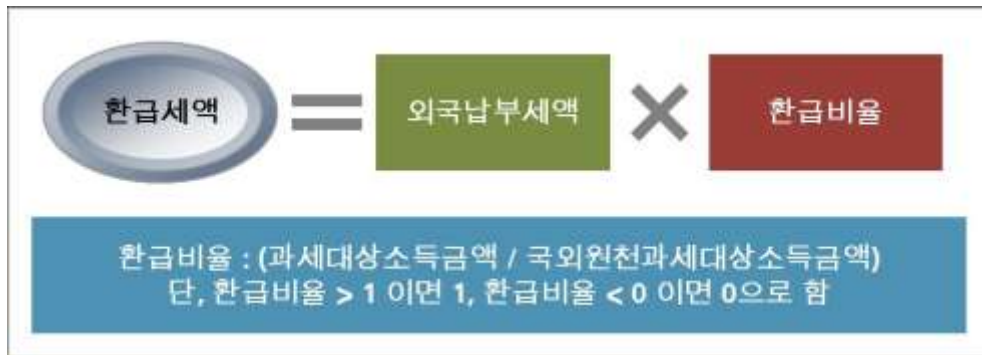 환급세액 = 외국납부세액 × 환급비율
환급비율 : (과세대상소득금액 / 국외원천과세대상소득금액)
단, 환급비율 > 1 이면 1, 환급비율 < 0 이면 0으로 함